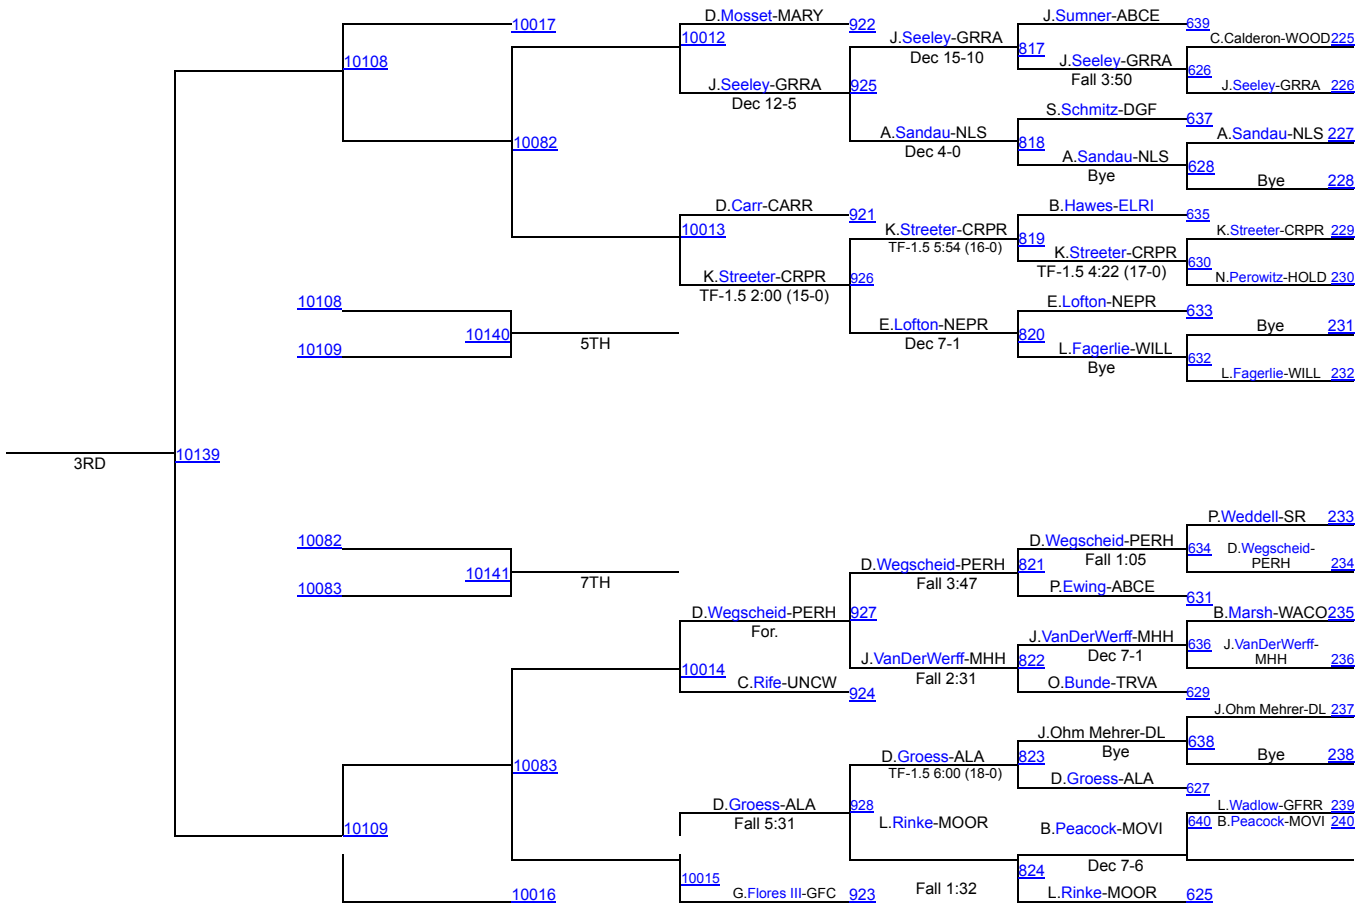 D.Mosset-MARY
922
J.Sumner-ABCE
639
10017
10012
J.Seeley-GRRA
817
C.Calderon-WOOD 225
Dec 15-10
10108
J.Seeley-GRRA
626
Fall 3:50
J.Seeley-GRRA
925
J.Seeley-GRRA 226
Dec 12-5
S.Schmitz-DGF
637
10082
A.Sandau-NLS
818
A.Sandau-NLS 227
Dec 4-0
A.Sandau-NLS
628
Bye
Bye 228
D.Carr-CARR
921
B.Hawes-ELRI
635
10013
K.Streeter-CRPR
819
K.Streeter-CRPR 229
TF-1.5 5:54 (16-0)
K.Streeter-CRPR
630
TF-1.5 4:22 (17-0)
K.Streeter-CRPR
926
N.Perowitz-HOLD 230
TF-1.5 2:00 (15-0)
10108
E.Lofton-NEPR
633
10140
5TH
E.Lofton-NEPR
820
Bye 231
Dec 7-1
10109
L.Fagerlie-WILL
632
Bye
L.Fagerlie-WILL 232
3RD
10139
P.Weddell-SR 233
10082
D.Wegscheid-PERH
634
D.Wegscheid-
PERH
234
Fall 1:05
10141
7TH
D.Wegscheid-PERH
821
Fall 3:47
10083
P.Ewing-ABCE
631
D.Wegscheid-PERH
927
B.Marsh-WACO 235
For.
J.VanDerWerff-MHH
636
J.VanDerWerff-
MHH
236
Dec 7-1
10014
J.VanDerWerff-MHH
822
Fall 2:31
C.Rife-UNCW
924
O.Bunde-TRVA
629
J.Ohm Mehrer-DL 237
J.Ohm Mehrer-DL
638
Bye
Bye 238
10083
D.Groess-ALA
823
TF-1.5 6:00 (18-0)
D.Groess-ALA
627
D.Groess-ALA
928
L.Wadlow-GFRR 239
Fall 5:31
L.Rinke-MOOR
B.Peacock-MOVI
640
B.Peacock-MOVI 240
10109
Dec 7-6
10015
824
G.Flores III-GFC
923
Fall 1:32
L.Rinke-MOOR
625
10016